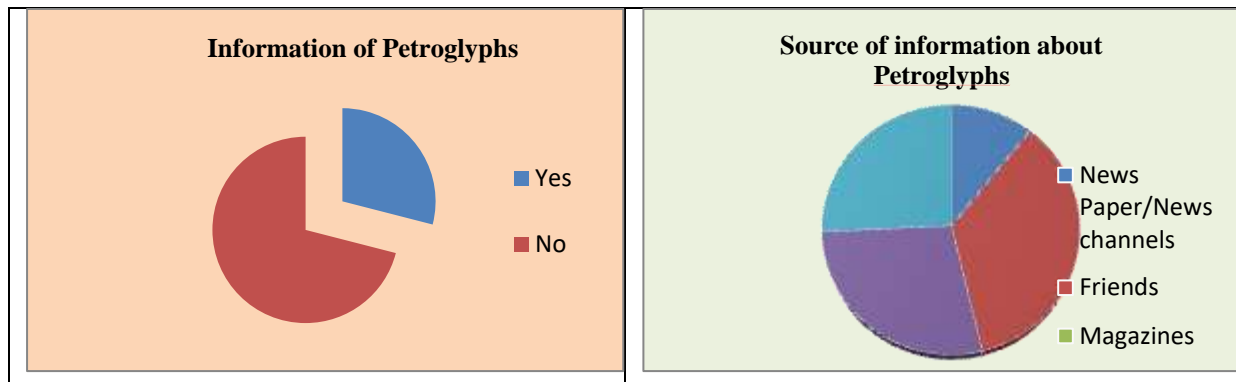 Information of Petroglyphs
Yes
No
Source of information about
Petroglyphs
News
Paper/News
channels
Friends
Magazines